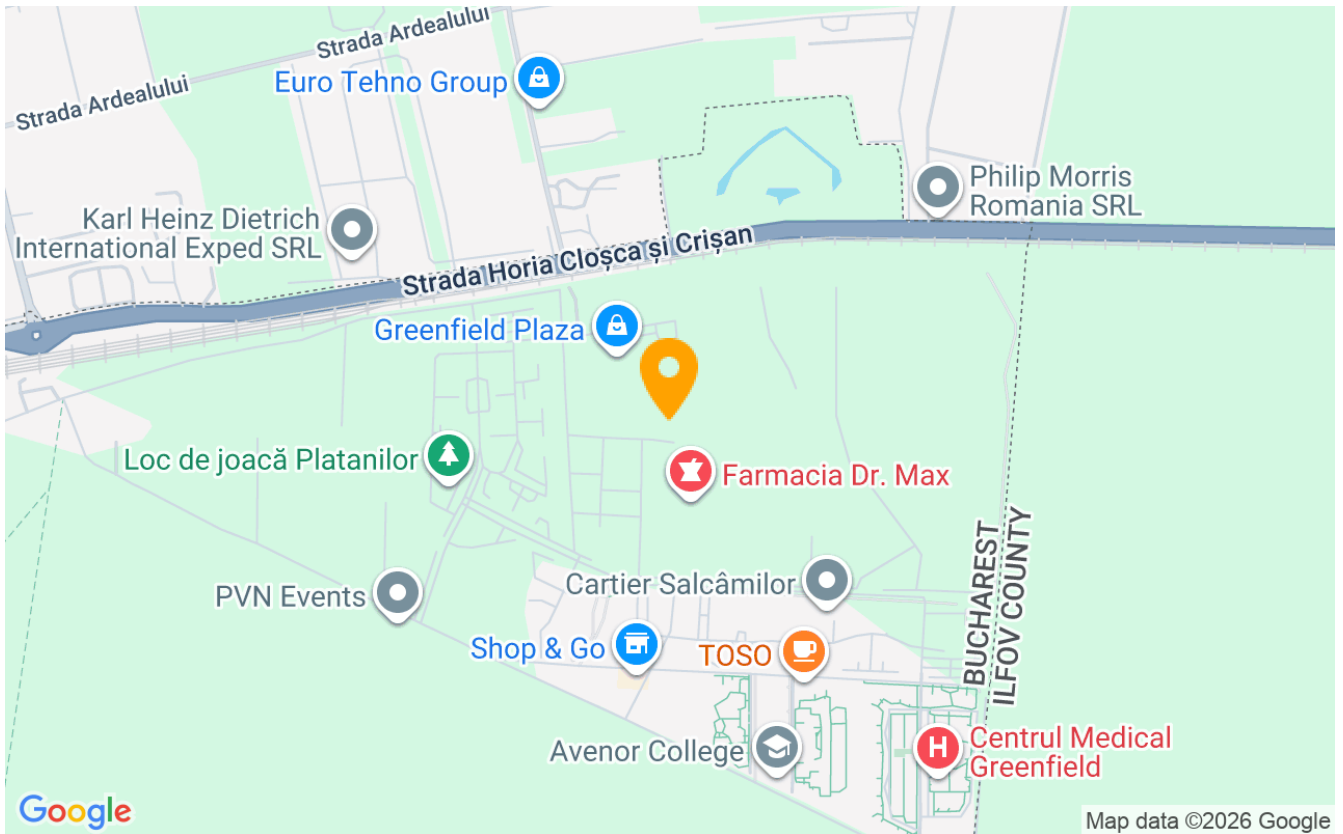 Strada Ardealului
Strada Ardealului
Euro Tehno Group
Philip Morris
Romania SRL
Karl Heinz Dietrich
International Exped SRL
Strada Horia Cloșca și Crișan
Greenfield Plaza
Loc de joacă Platanilor
Farmacia Dr. Max
BUCHAREST
ILFOV COUNTY
Cartier Salcâmilor
PVN Events
Shop & Go
TOSO
Avenor College
H
Centrul Medical
Greenfield
Google
Map data ©2026 Google